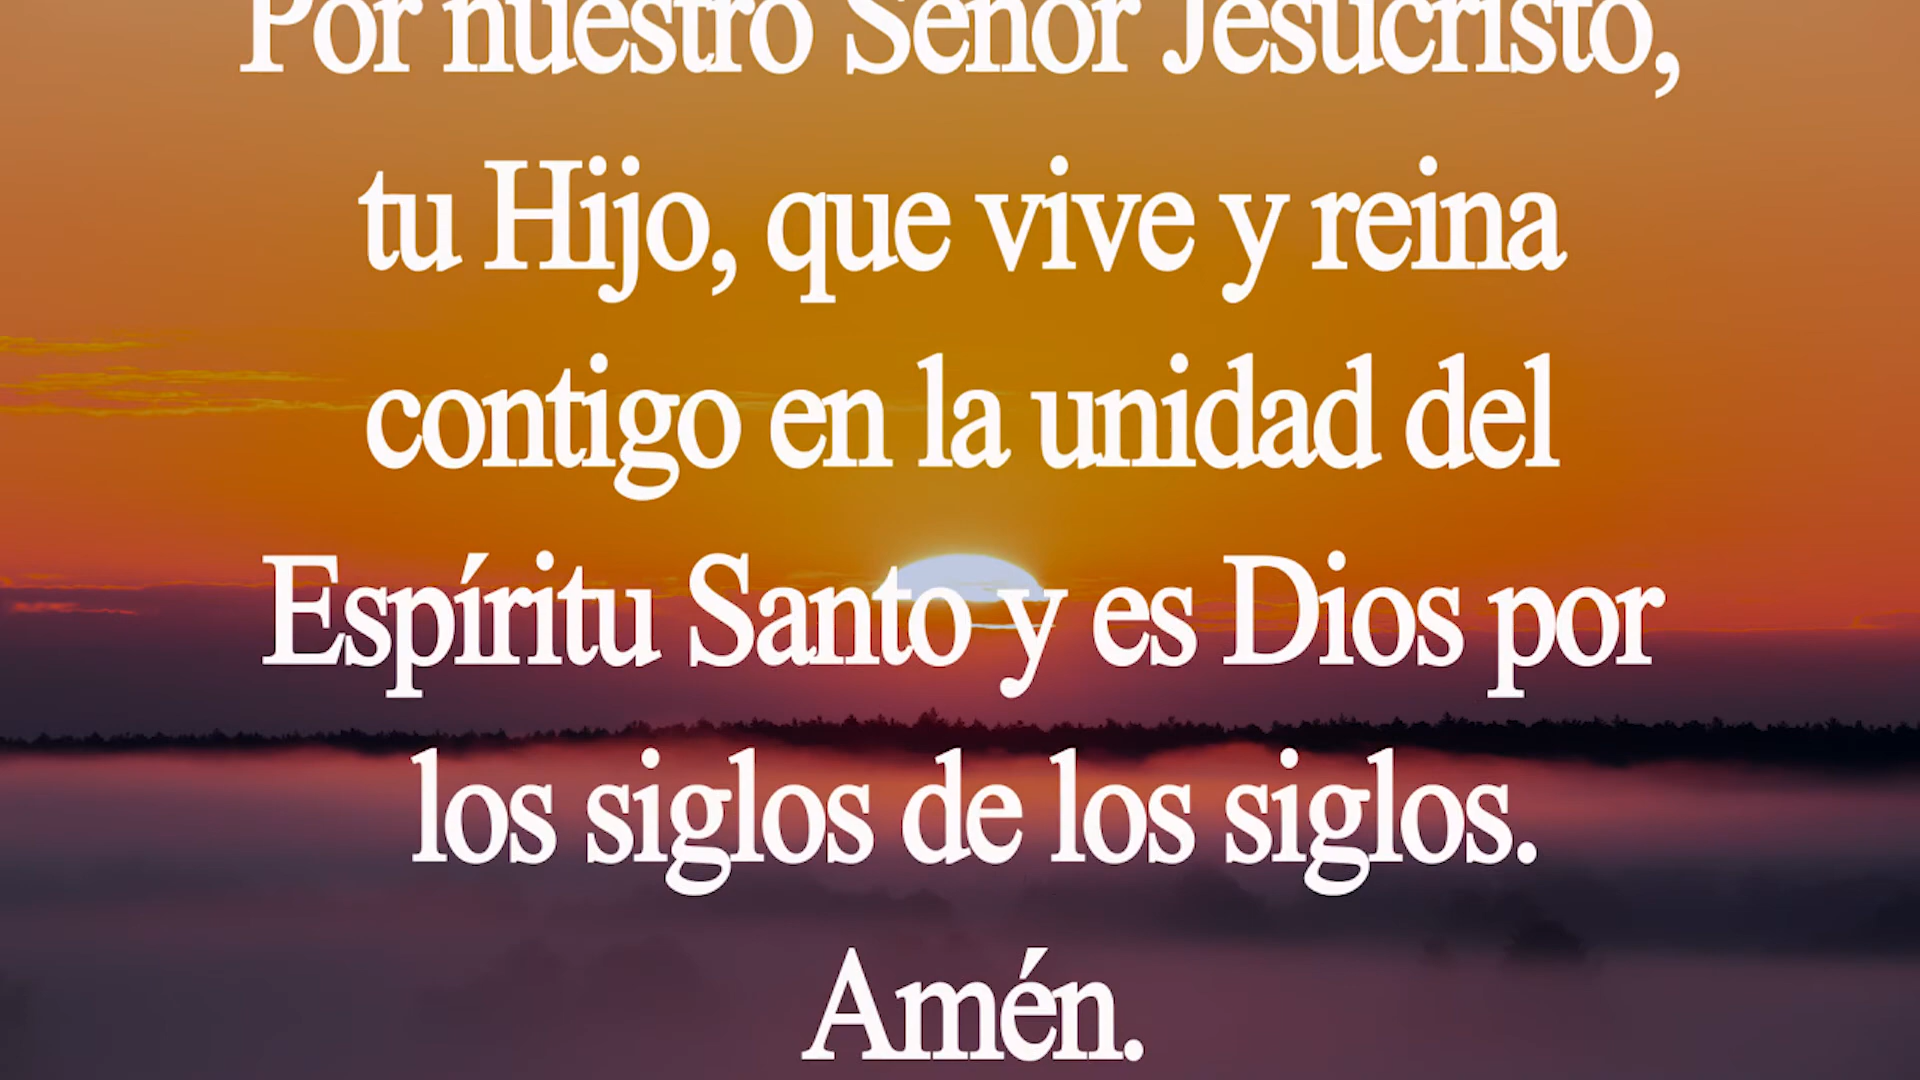 Por nuestro Señor Jesucristo,
tu Hijo, que vive y reina
contigo en la unidad del
Espíritu Santo y es Dios por
los siglos de los siglos.
Amén.